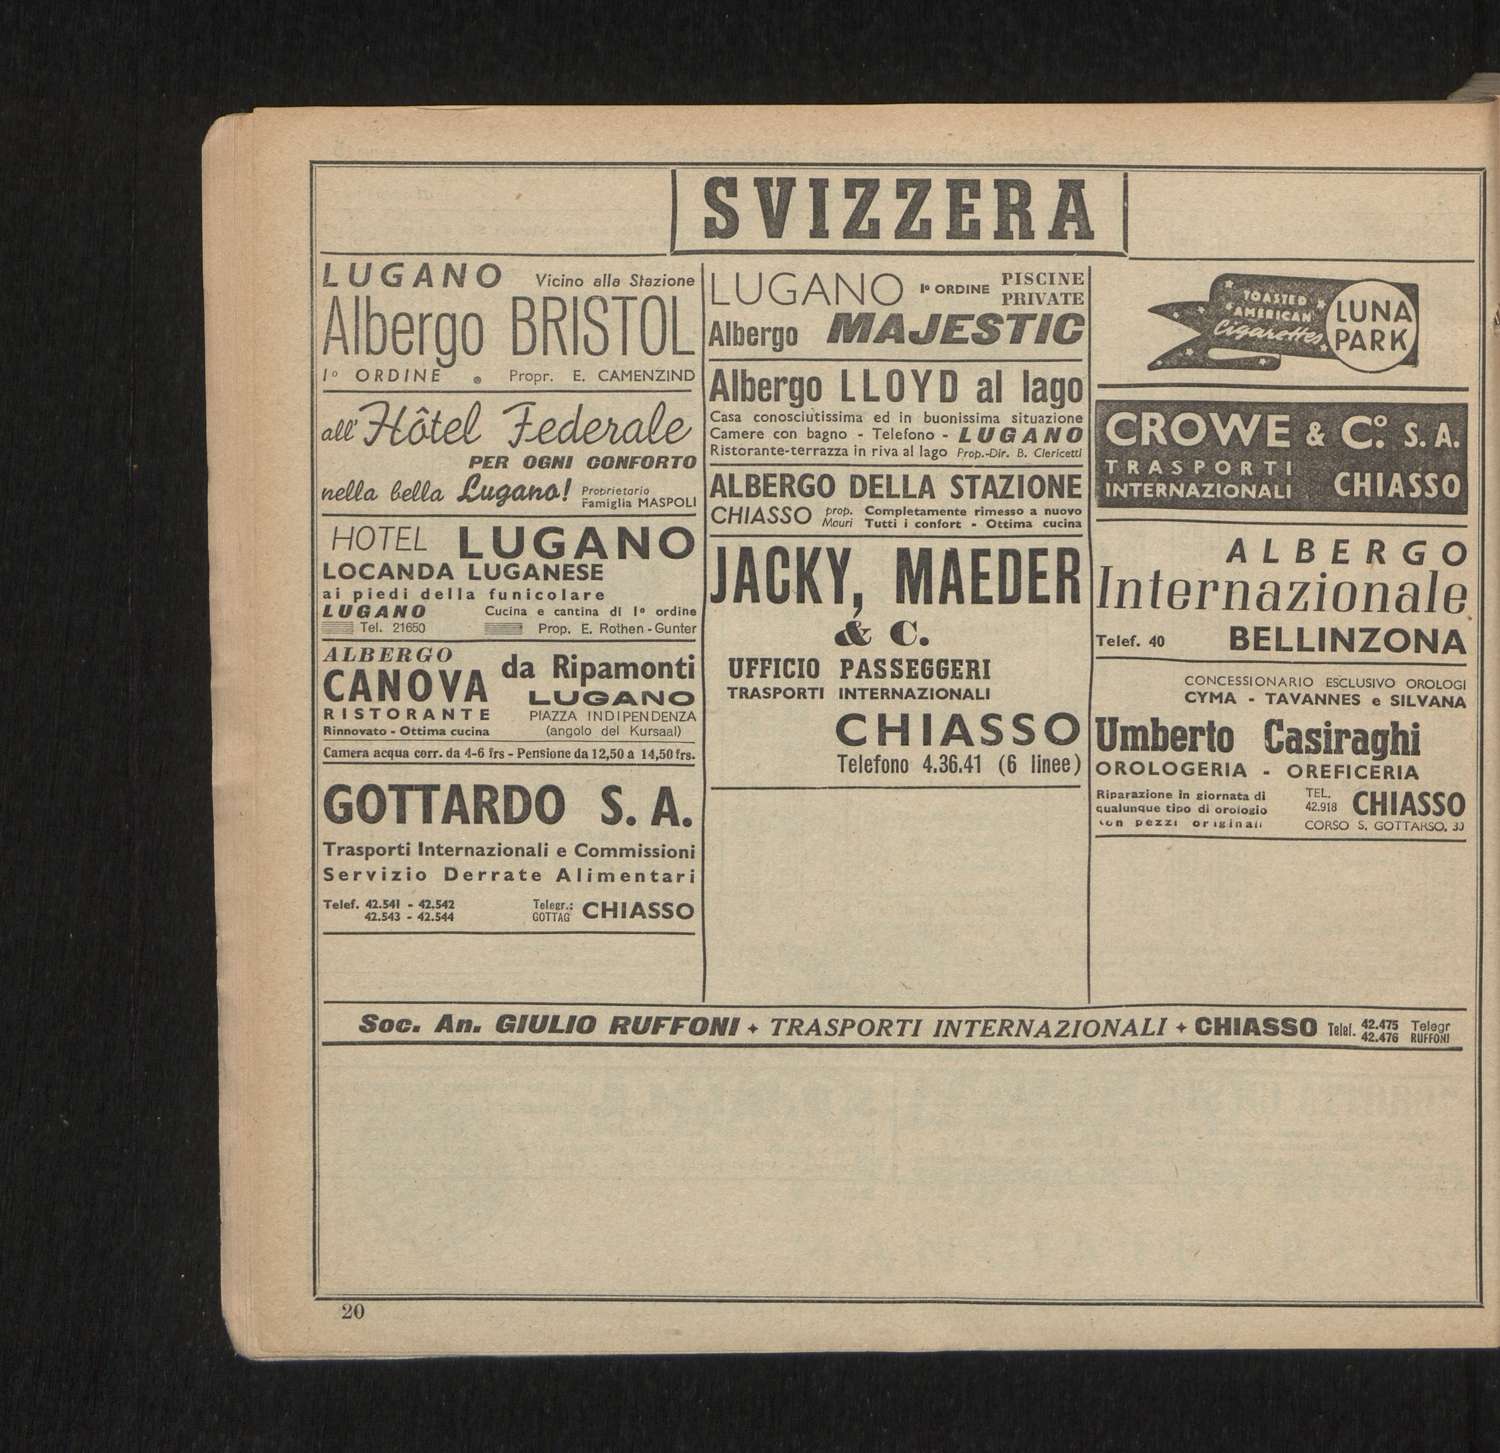 SVIZZERA
LUGANO Vicino alla Stazione
Albergo BRISTOL
1º ORDINE Propr. E. CAMENZIND
all' Hôtel Federale
PER OGNI CONFORTO
nella bella Lugano! Proprietario
Famiglia MASPOLI
HOTEL LUGANO
LOCANDA LUGANESE
ai piedi della funicolare
LUGANO Cucina e cantina di 1º ordine
Tel. 21650 Prop. E. Rothen - Gunter
ALBERGO
CANOVA da Ripamonti
LUGANO
RISTORANTE PIAZZA INDIPENDENZA
Rinnovato - Ottima cucina (angolo del Kursaal)
Camera acqua corr. da 4-6 frs - Pensione da 12,50 a 14,50 frs.
GOTTARDO S. A.
Trasporti Internazionali e Commissioni
Servizio Derrate Alimentari
Telef. 42.541 - 42.542
42.543 - 42.544
Telegr.:
GOTTAG CHIASSO
LUGANO 1º ORDINE PISCINE
PRIVATE
Albergo MAJESTIC
Albergo LLOYD al lago
Casa conosciutissima ed in buonissima situazione
Camere con bagno - Telefono - LUGANO
Ristorante-terrazza in riva al lago Prop.-Dir. B. Clericetti
ALBERGO DELLA STAZIONE
CHIASSO prop. Completamente rimesso a nuovo
Mauri Tutti i confort - Ottima cucina
JACKY, MAEDER
& C.
UFFICIO PASSEGGERI
TRASPORTI INTERNAZIONALI
CHIASSO
Telefono 4.36.41 (6 linee)
TOASTED
AMERICAN
Cigarettes
LUNA
PARK
CROWE & Cº. S. A.
TRASPORTI
INTERNAZIONALI CHIASSO
ALBERGO
Internazionale
Telef. 40 BELLINZONA
CONCESSIONARIO ESCLUSIVO OROLOGI
CYMA - TAVANNES e SILVANA
Umberto Casiraghi
OROLOGERIA - OREFICERIA
Riparazione in giornata di
qualunque tipo di orologio
con pezzi originali
TEL.
42.918 CHIASSO
CORSO S. GOTTARSO, 30
Soc. An. GIULIO RUFFONI + TRASPORTI INTERNAZIONALI + CHIASSO Telef. 42.475 Telegr
42.476 RUFFONI
20